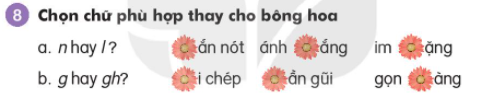 8 Chọn chữ phù hợp thay cho bông hoa
a. n hay l? ắn nót ánh ắng im ặng
b. g hay gh? i chép ần gũi gọn àng